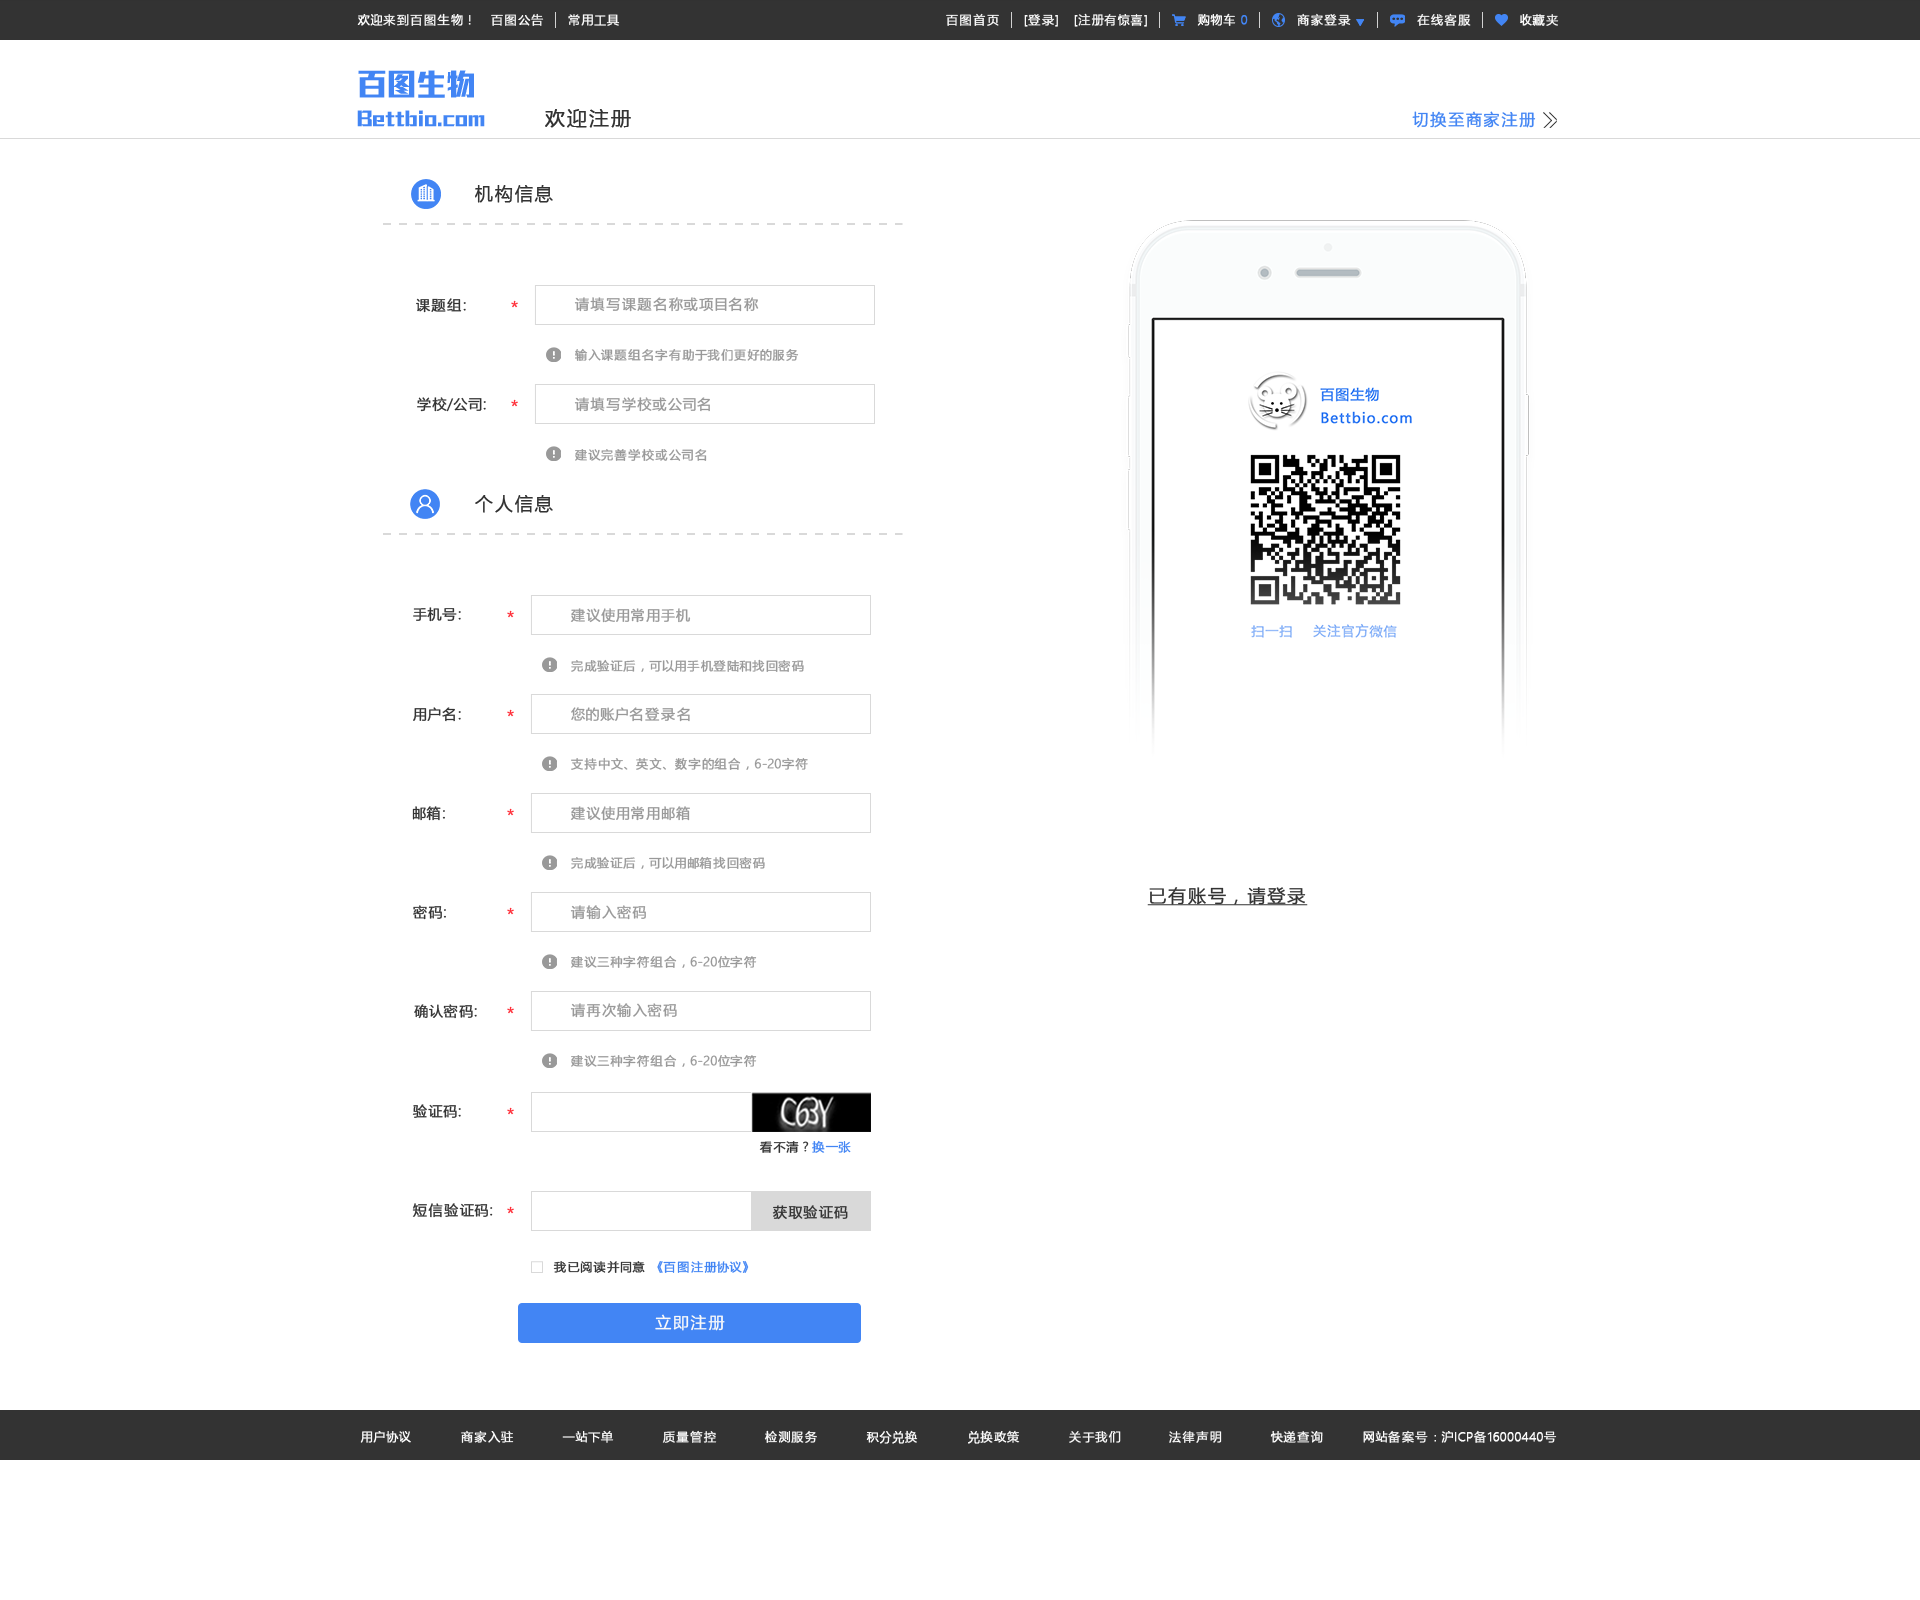 欢迎来到百图生物！ 百图公告 常用工具 百图首页 [登录] [注册有惊喜] 购物车 0 商家登录 在线客服 收藏夹
百图生物
Bettbio.com
欢迎注册
切换至商家注册
机构信息
课题组: * 请填写课题名称或项目名称
输入课题组名字有助于我们更好的服务
学校/公司: * 请填写学校或公司名
建议完善学校或公司名
个人信息
手机号: * 建议使用常用手机
完成验证后，可以用手机登陆和找回密码
用户名: * 您的账户名登录名
支持中文、英文、数字的组合，6-20字符
邮箱: * 建议使用常用邮箱
完成验证后，可以用邮箱找回密码
密码: * 请输入密码
建议三种字符组合，6-20位字符
确认密码: * 请再次输入密码
建议三种字符组合，6-20位字符
验证码: * C63Y
看不清？换一张
短信验证码: * 获取验证码
我已阅读并同意 《百图注册协议》
立即注册
百图生物
Bettbio.com
扫一扫 关注官方微信
已有账号，请登录
用户协议 商家入驻 一站下单 质量管控 检测服务 积分兑换 兑换政策 关于我们 法律声明 快递查询 网站备案号：沪ICP备16000440号